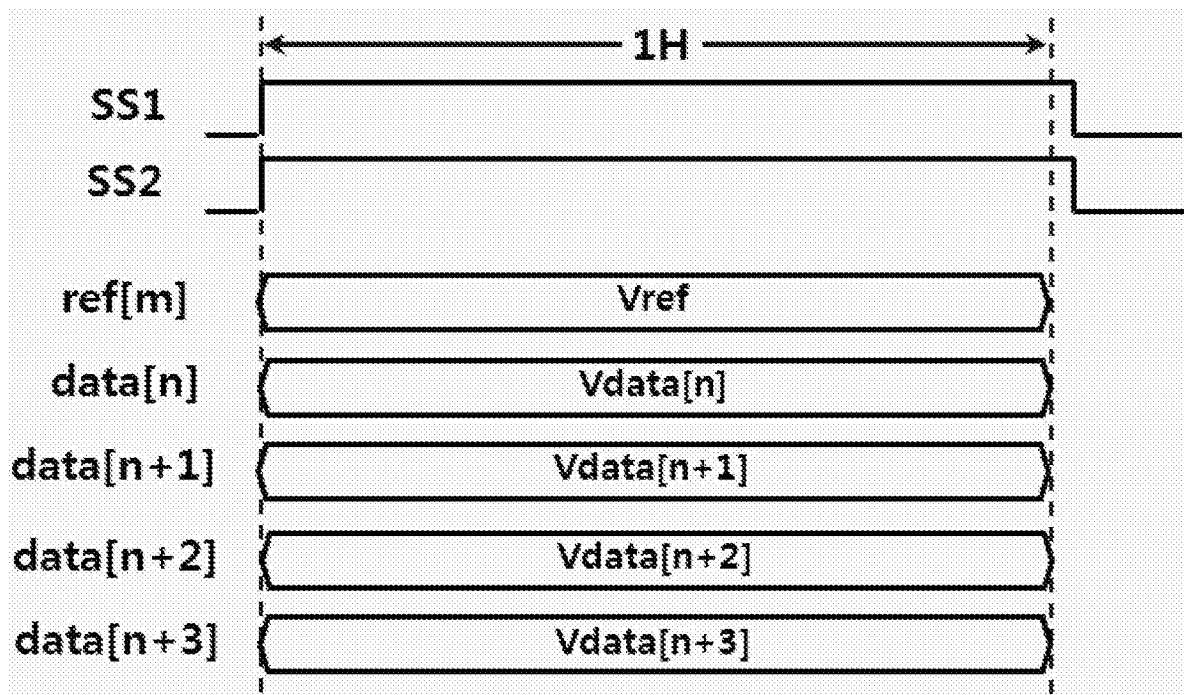 1H
SS1
SS2
ref[m] Vref
data[n] Vdata[n]
data[n+1] Vdata[n+1]
data[n+2] Vdata[n+2]
data[n+3] Vdata[n+3]